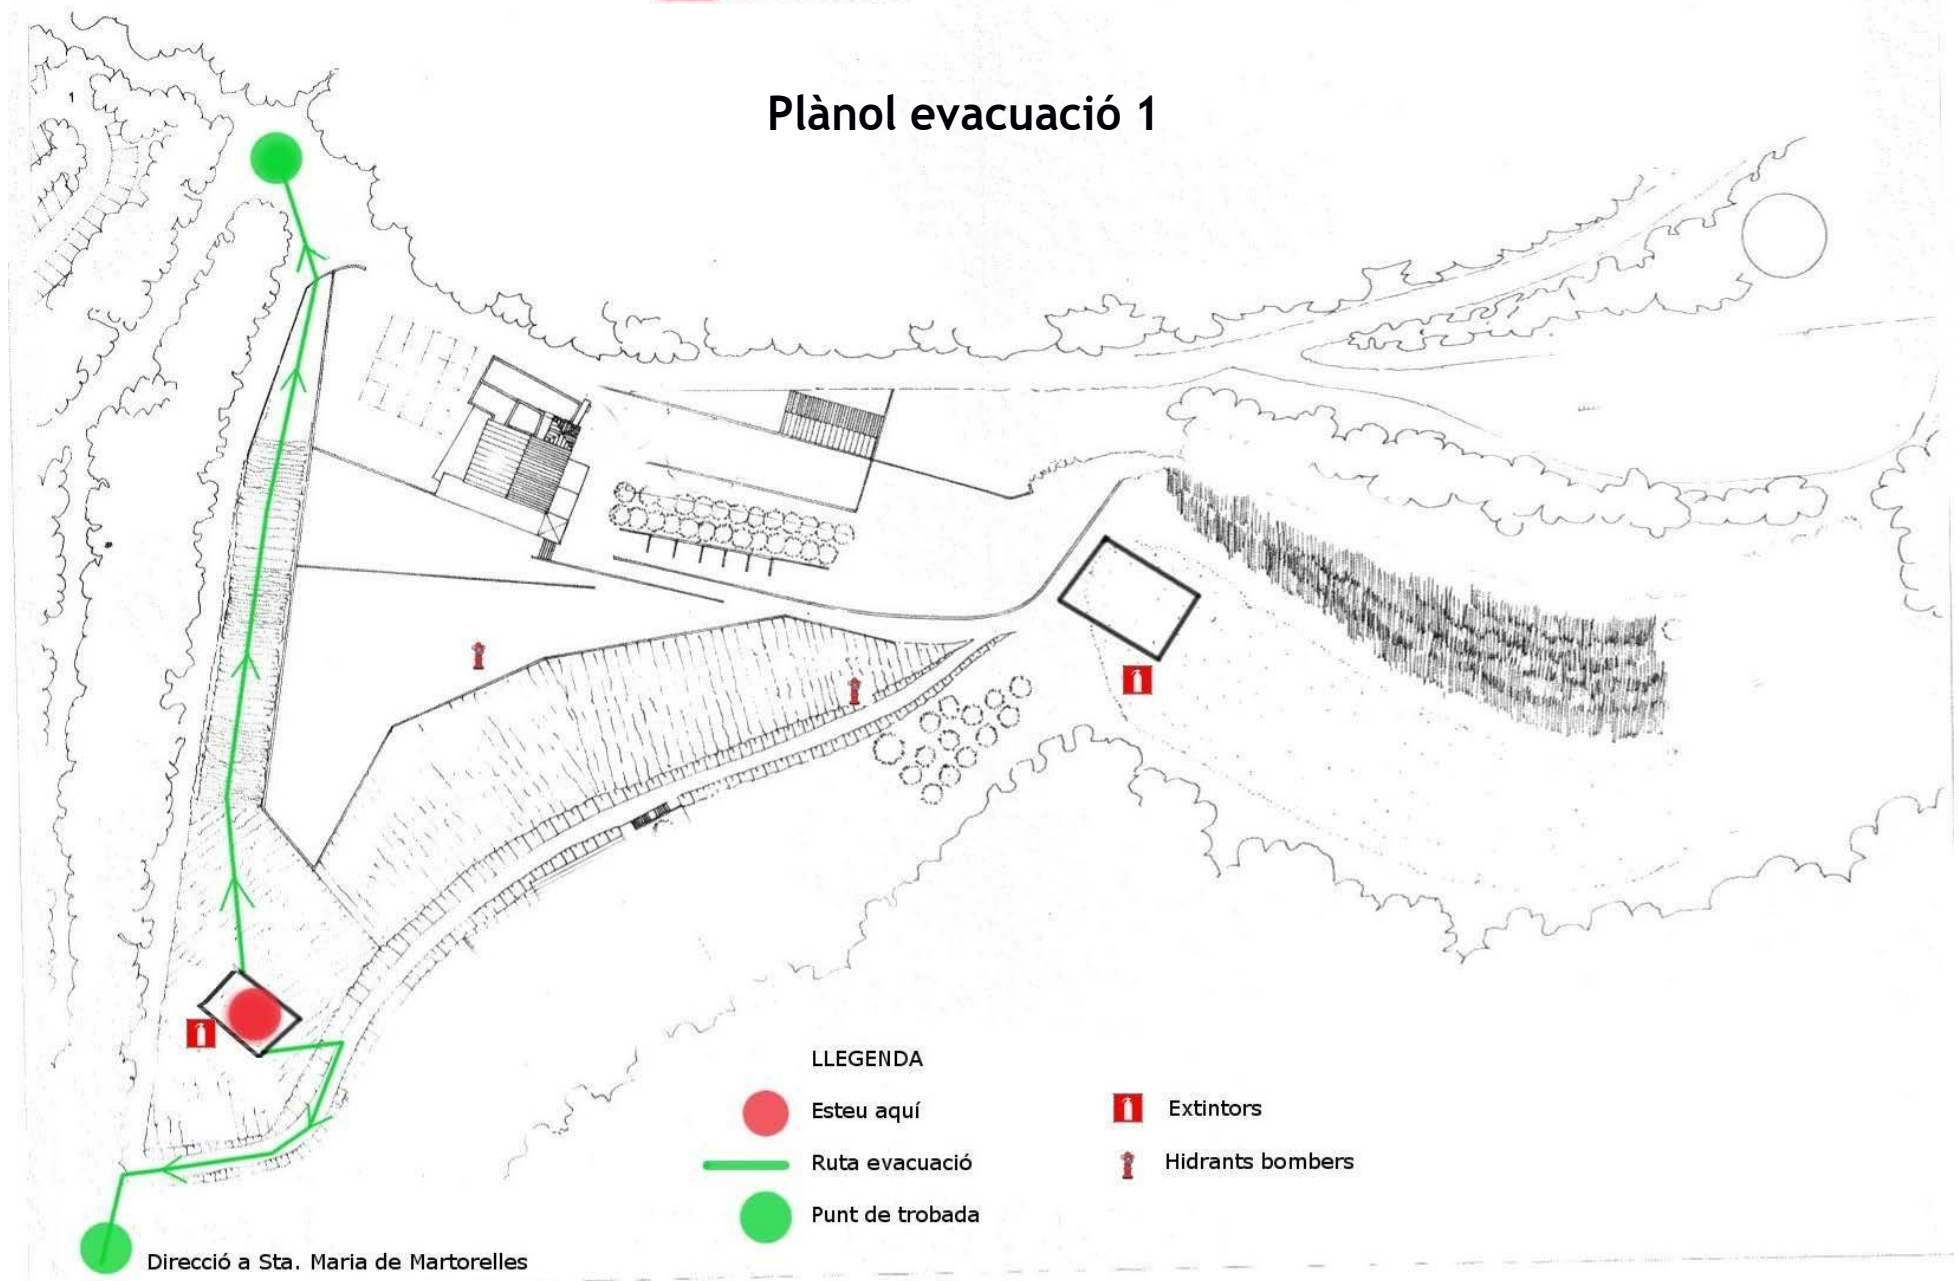 Plànol evacuació 1
LLEGENDA
Esteu aquí
Ruta evacuació
Punt de trobada
Extintors
Hidrants bombers
Direcció a Sta. Maria de Martorelles